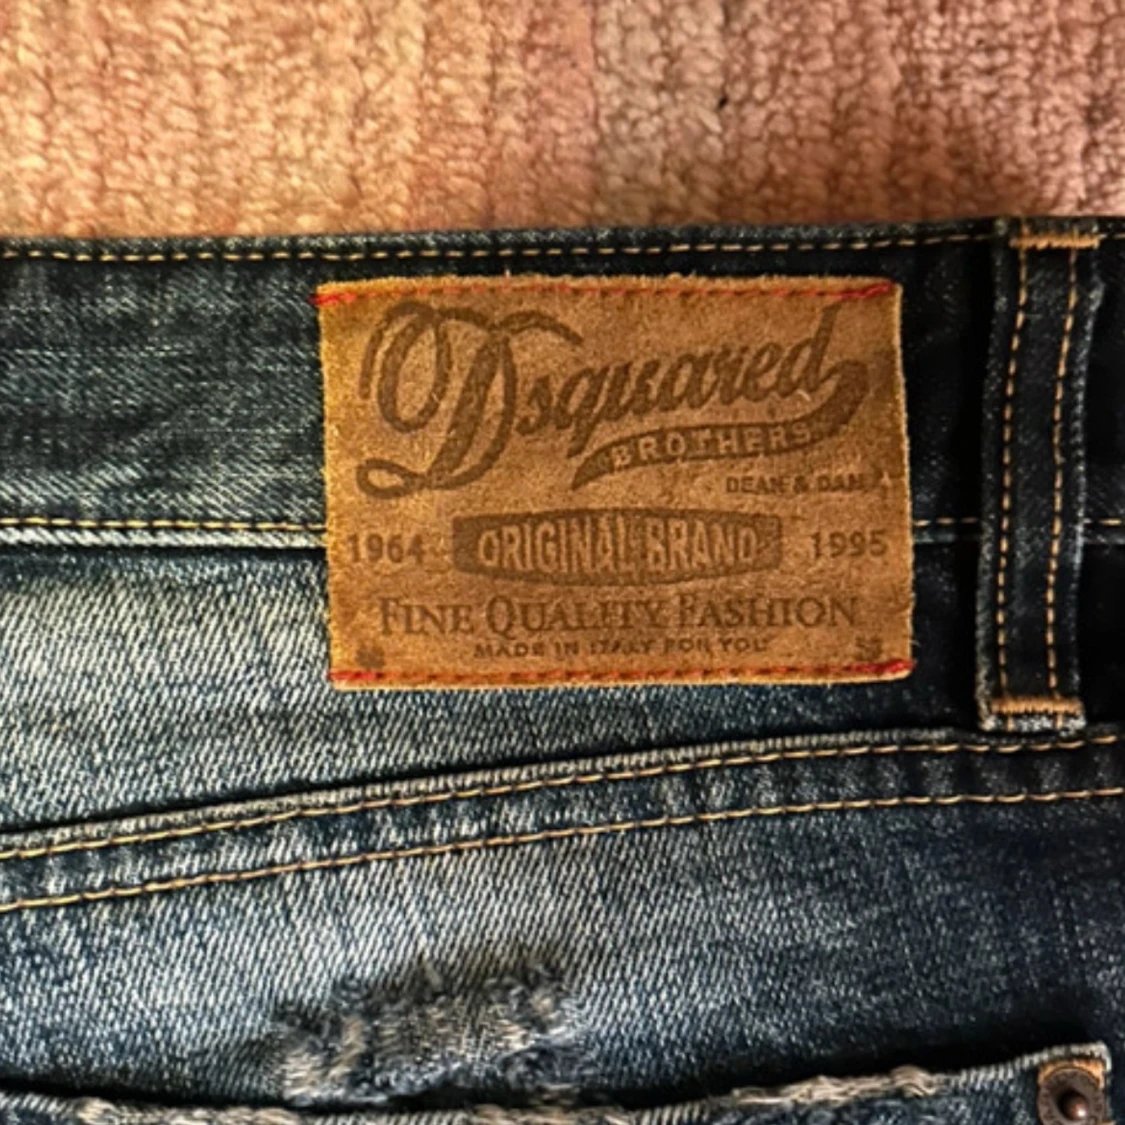 Dsquared
BROTHERS
DEAN & DAN
1964 ORIGINAL BRAND 1995
FINE QUALITY FASHION
MADE IN ITALY FOR YOU